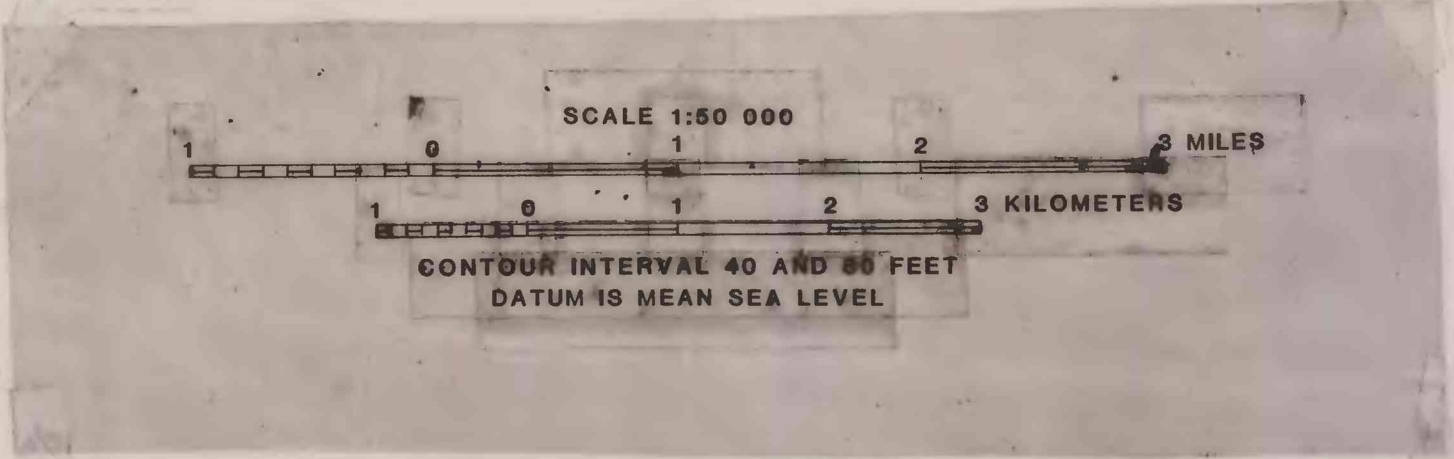 SCALE 1:50 000
1 0 1 2 3 MILES
1 0 1 2 3 KILOMETERS
CONTOUR INTERVAL 40 AND 80 FEET
DATUM IS MEAN SEA LEVEL